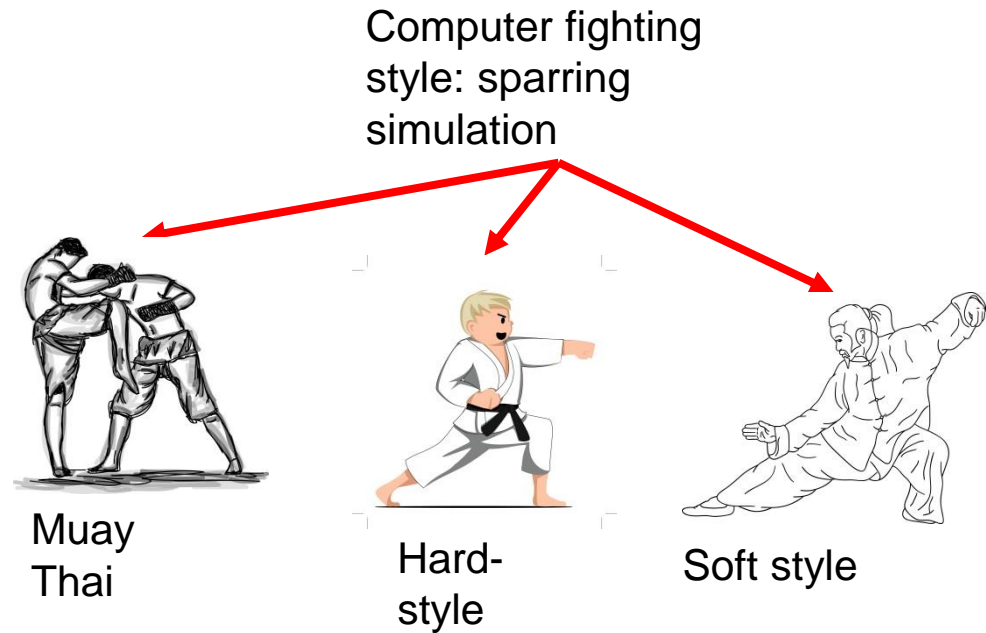 Computer fighting
style: sparring
simulation
Muay
Thai
Hard-
style
Soft style